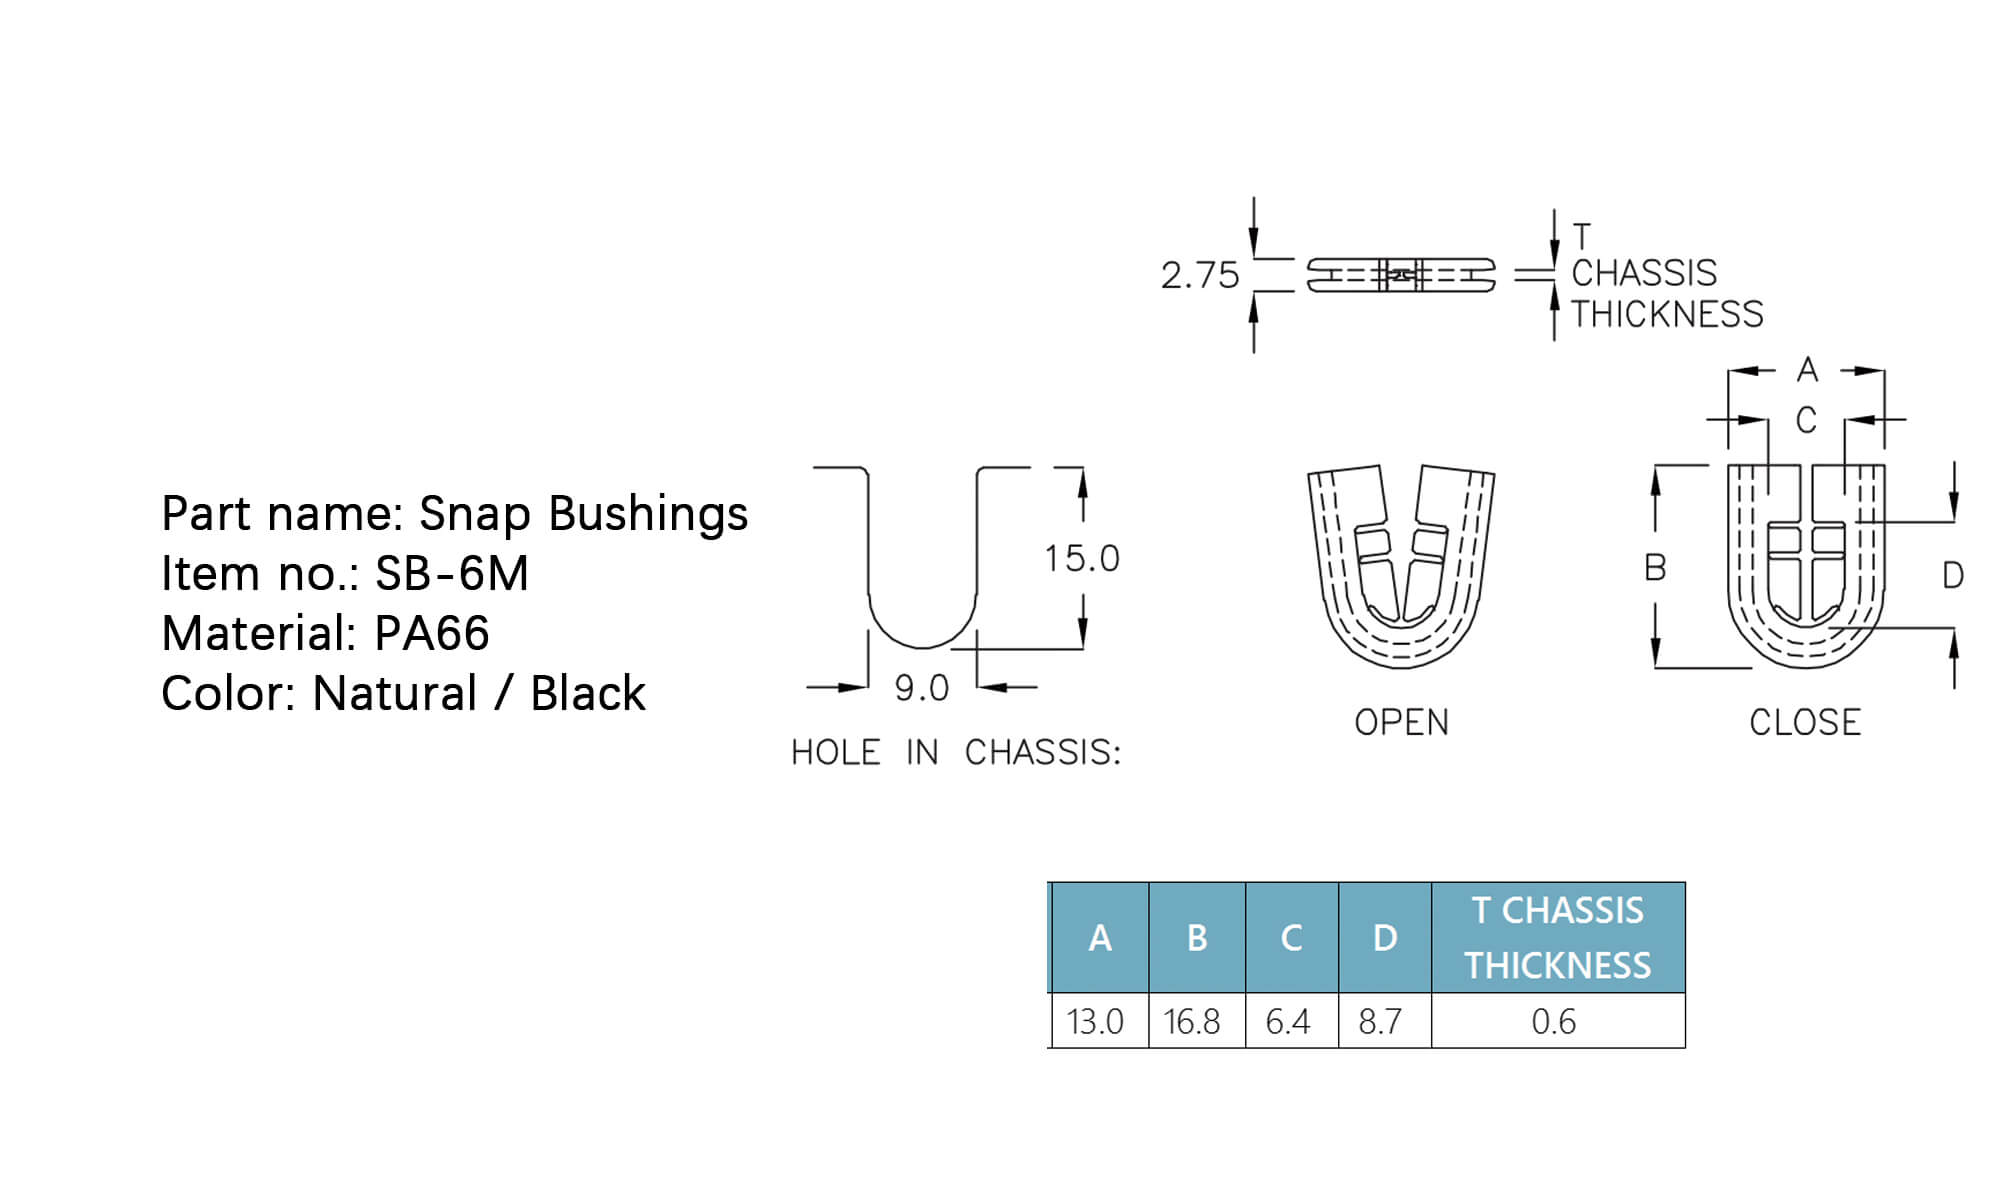 Part name: Snap Bushings
Item no.: SB-6M
Material: PA66
Color: Natural / Black
2.75
T
CHASSIS
THICKNESS
A
C
15.0
B
D
9.0
OPEN
CLOSE
HOLE IN CHASSIS:
A B C D T CHASSIS THICKNESS
13.0 16.8 6.4 8.7 0.6